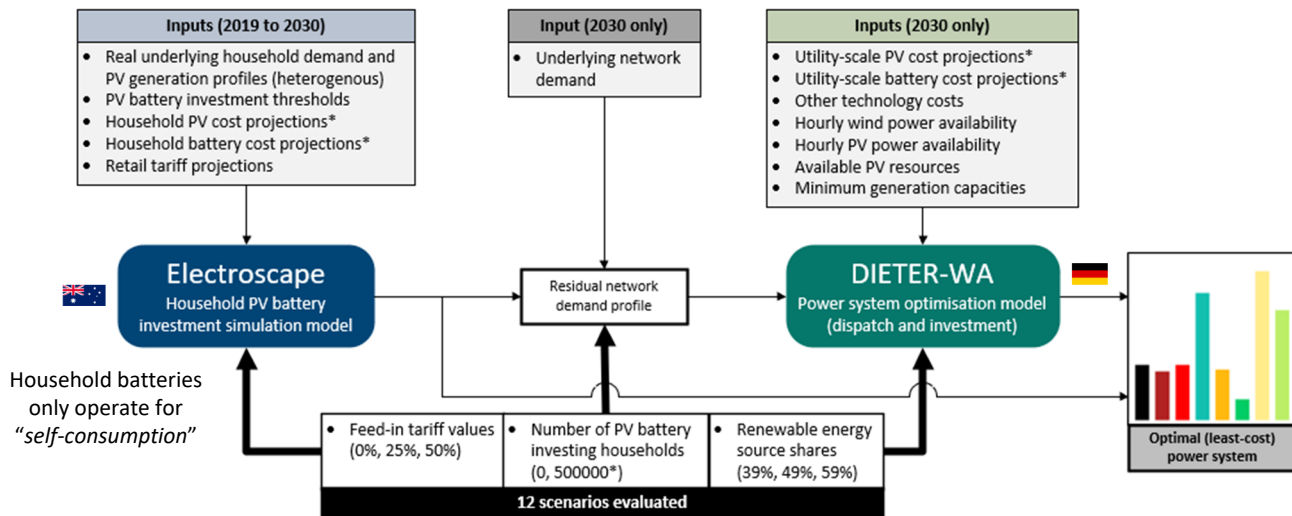 Inputs (2019 to 2030)
• Real underlying household demand and
PV generation profiles (heterogenous)
• PV battery investment thresholds
• Household PV cost projections*
• Household battery cost projections*
• Retail tariff projections
Input (2030 only)
• Underlying network
demand
Inputs (2030 only)
• Utility-scale PV cost projections*
• Utility-scale battery cost projections*
• Other technology costs
• Hourly wind power availability
• Hourly PV power availability
• Available PV resources
• Minimum generation capacities
Electroscape
Household PV battery
investment simulation model
Residual network
demand profile
DIETER-WA
Power system optimisation model
(dispatch and investment)
Household batteries
only operate for
“self-consumption”
• Feed-in tariff values
(0%, 25%, 50%)
• Number of PV battery
investing households
(0, 500000*)
• Renewable energy
source shares
(39%, 49%, 59%)
12 scenarios evaluated
Optimal (least-cost)
power system